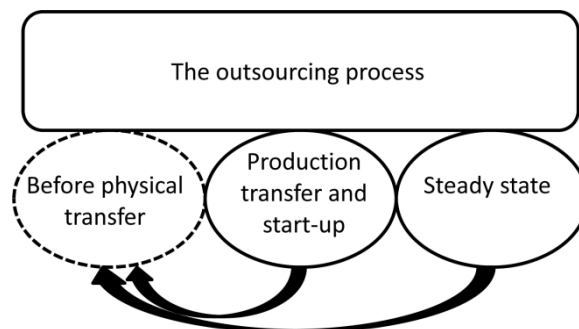 The outsourcing process
Before physical
transfer
Production
transfer and
start-up
Steady state